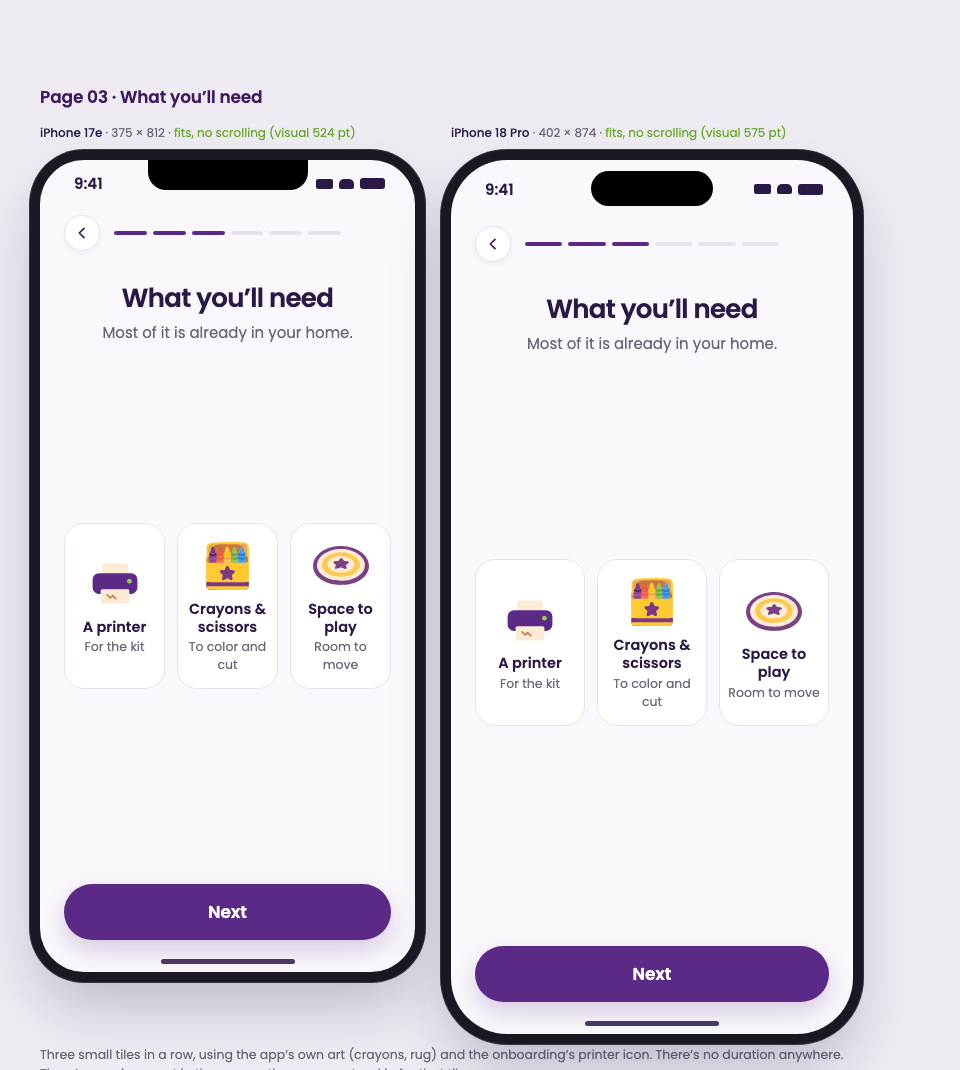 Page 03 · What you’ll need
iPhone 17e · 375 × 812 · fits, no scrolling (visual 524 pt)
9:41
What you’ll need
Most of it is already in your home.
A printer
For the kit
Crayons &
scissors
To color and
cut
Space to
play
Room to
move
Next
iPhone 18 Pro · 402 × 874 · fits, no scrolling (visual 575 pt)
9:41
What you’ll need
Most of it is already in your home.
A printer
For the kit
Crayons &
scissors
To color and
cut
Space to
play
Room to move
Next
Three small tiles in a row, using the app’s own art (crayons, rug) and the onboarding’s printer icon. There’s no duration anywhere.